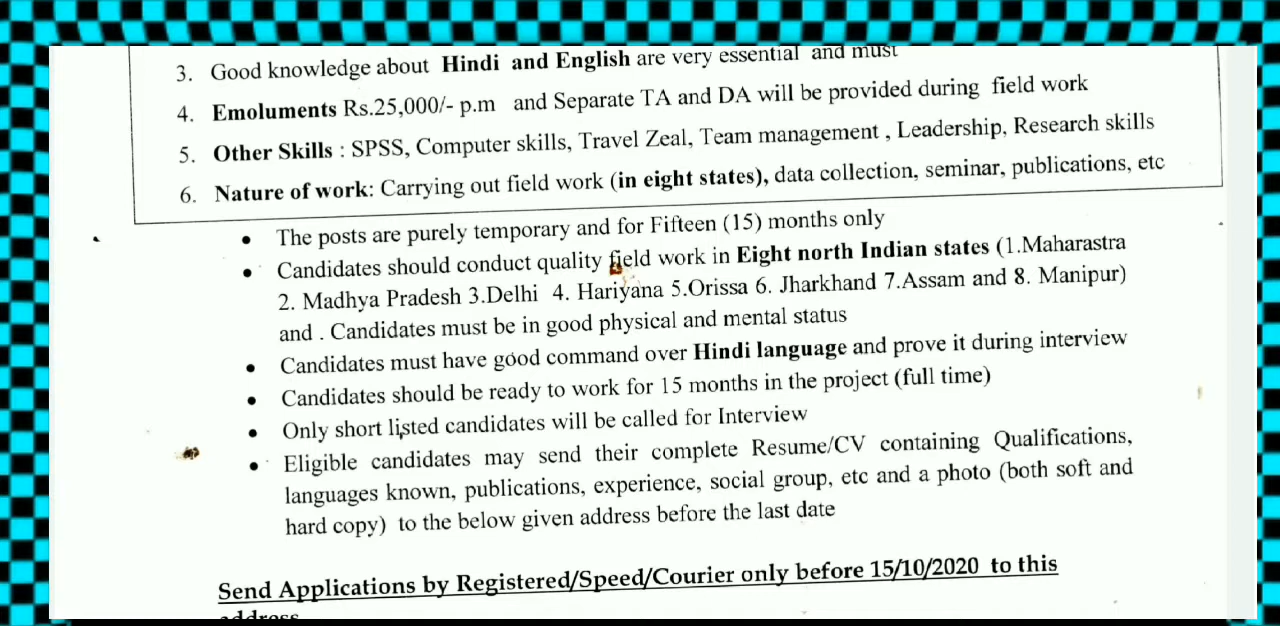 3. Good knowledge about Hindi and English are very essential and must
4. Emoluments Rs.25,000/- p.m and Separate TA and DA will be provided during field work
5. Other Skills : SPSS, Computer skills, Travel Zeal, Team management , Leadership, Research skills
6. Nature of work: Carrying out field work (in eight states), data collection, seminar, publications, etc
• The posts are purely temporary and for Fifteen (15) months only
• Candidates should conduct quality field work in Eight north Indian states (1.Maharastra
2. Madhya Pradesh 3.Delhi 4. Hariyana 5.Orissa 6. Jharkhand 7.Assam and 8. Manipur)
and . Candidates must be in good physical and mental status
• Candidates must have good command over Hindi language and prove it during interview
• Candidates should be ready to work for 15 months in the project (full time)
• Only short listed candidates will be called for Interview
• Eligible candidates may send their complete Resume/CV containing Qualifications,
languages known, publications, experience, social group, etc and a photo (both soft and
hard copy) to the below given address before the last date
Send Applications by Registered/Speed/Courier only before 15/10/2020 to this
address